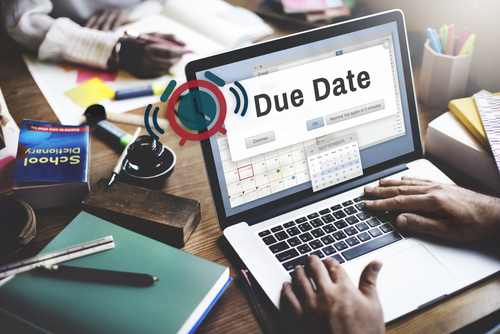 Due Date
Dismiss
Ok
Remind me again in 5 minutes
SEPTEMBER
School
Dictionary